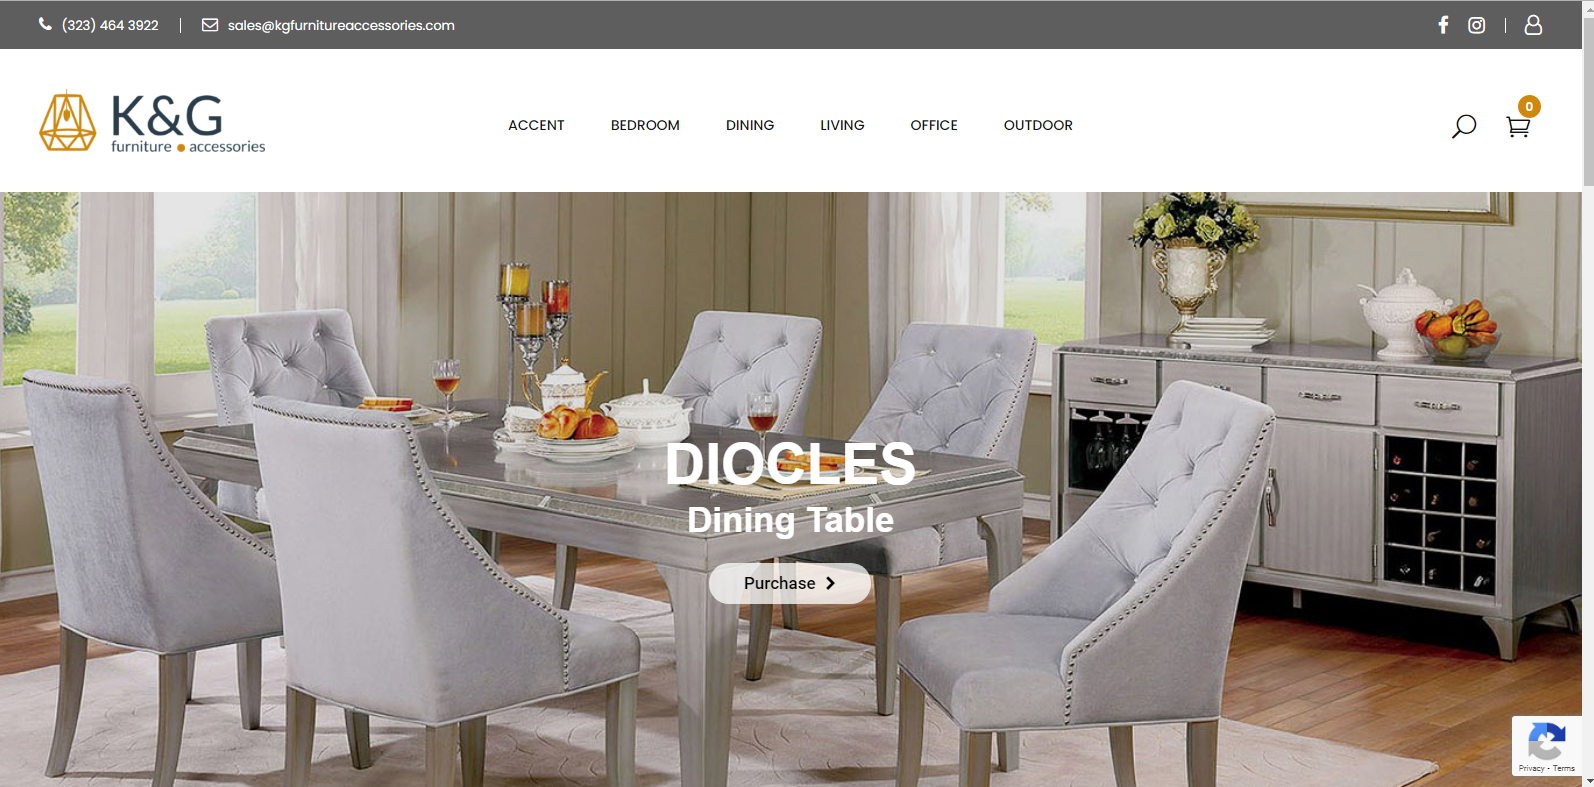 (323) 464 3922
sales@kgfurnitureaccessories.com
K&G
furniture accessories
ACCENT BEDROOM DINING LIVING OFFICE OUTDOOR
0
DIOCLES
Dining Table
Purchase
Privacy - Terms